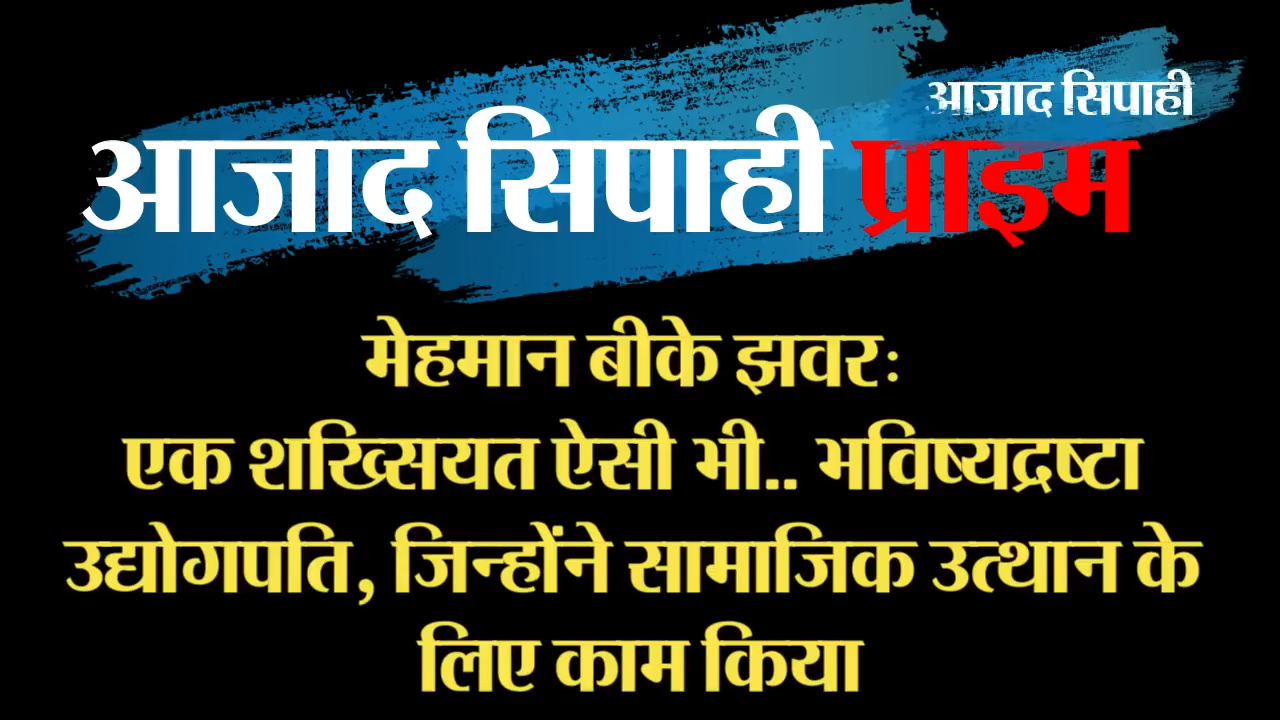 आजाद सिपाही
आजाद सिपाही प्राइम
मेहमान बीके झवरः
एक शख्सियत ऐसी भी.. भविष्यद्रष्टा
उद्योगपति, जिन्होंने सामाजिक उत्थान के
लिए काम किया